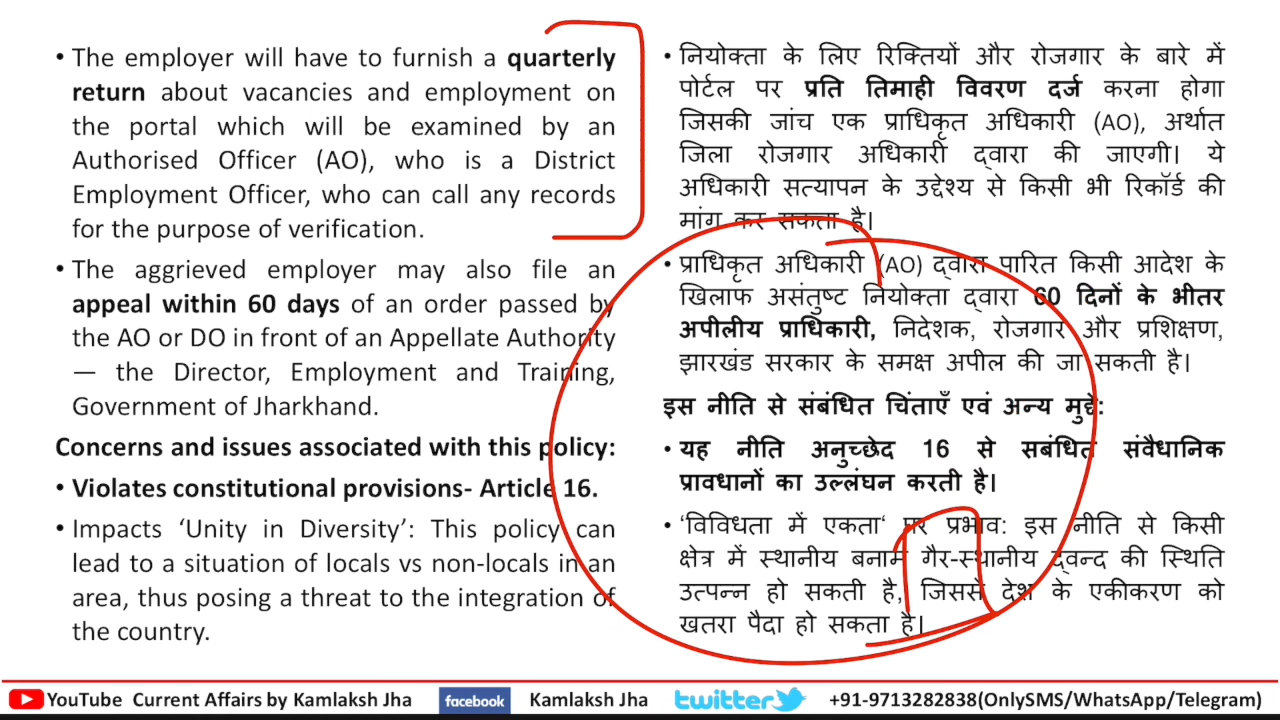 • The employer will have to furnish a quarterly
return about vacancies and employment on
the portal which will be examined by an
Authorised Officer (AO), who is a District
Employment Officer, who can call any records
for the purpose of verification.
• The aggrieved employer may also file an
appeal within 60 days of an order passed by
the AO or DO in front of an Appellate Authority
— the Director, Employment and Training,
Government of Jharkhand.
Concerns and issues associated with this policy:
• Violates constitutional provisions- Article 16.
• Impacts ‘Unity in Diversity’: This policy can
lead to a situation of locals vs non-locals in an
area, thus posing a threat to the integration of
the country.
• नियोक्ता के लिए रिक्तियों और रोजगार के बारे में
पोर्टल पर प्रति तिमाही विवरण दर्ज करना होगा
जिसकी जांच एक प्राधिकृत अधिकारी (AO), अर्थात
जिला रोजगार अधिकारी द्वारा की जाएगी। ये
अधिकारी सत्यापन के उद्देश्य से किसी भी रिकॉर्ड की
मांग कर सकता है।
• प्राधिकृत अधिकारी (AO) द्वारा पारित किसी आदेश के
खिलाफ असंतुष्ट नियोक्ता द्वारा 60 दिनों के भीतर
अपीलीय प्राधिकारी, निदेशक, रोजगार और प्रशिक्षण,
झारखंड सरकार के समक्ष अपील की जा सकती है।
इस नीति से संबंधित चिंताएँ एवं अन्य मुद्दे:
• यह नीति अनुच्छेद 16 से सबंधित संवैधानिक
प्रावधानों का उल्लंघन करती है।
• ‘विविधता में एकता‘ पर प्रभाव: इस नीति से किसी
क्षेत्र में स्थानीय बनाम गैर-स्थानीय द्वन्द की स्थिति
उत्पन्न हो सकती है, जिससे देश के एकीकरण को
खतरा पैदा हो सकता है।
YouTube Current Affairs by Kamlaksh Jha facebook Kamlaksh Jha twitter +91-9713282838(OnlySMS/WhatsApp/Telegram)